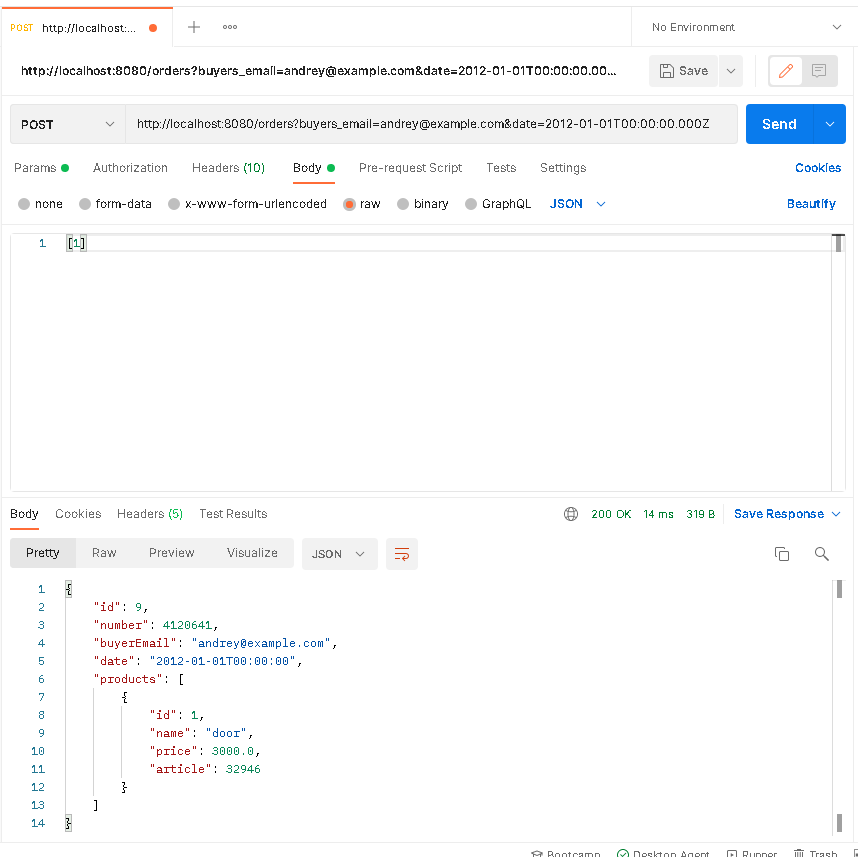 POST http://localhost:... No Environment
http://localhost:8080/orders?buyers_email=andrey@example.com&date=2012-01-01T00:00:00.00... Save
POST http://localhost:8080/orders?buyers_email=andrey@example.com&date=2012-01-01T00:00:00.000Z Send
Params Authorization Headers (10) Body Pre-request Script Tests Settings Cookies
none form-data x-www-form-urlencoded raw binary GraphQL JSON Beautify
1 [1]
Body Cookies Headers (5) Test Results 200 OK 14 ms 319 B Save Response
Pretty Raw Preview Visualize JSON
1 {
2 "id": 9,
3 "number": 4120641,
4 "buyerEmail": "andrey@example.com",
5 "date": "2012-01-01T00:00:00",
6 "products": [
7 {
8 "id": 1,
9 "name": "door",
10 "price": 3000.0,
11 "article": 32946
12 }
13 ]
14 }
Bootcamp Desktop Agent Runner Trash